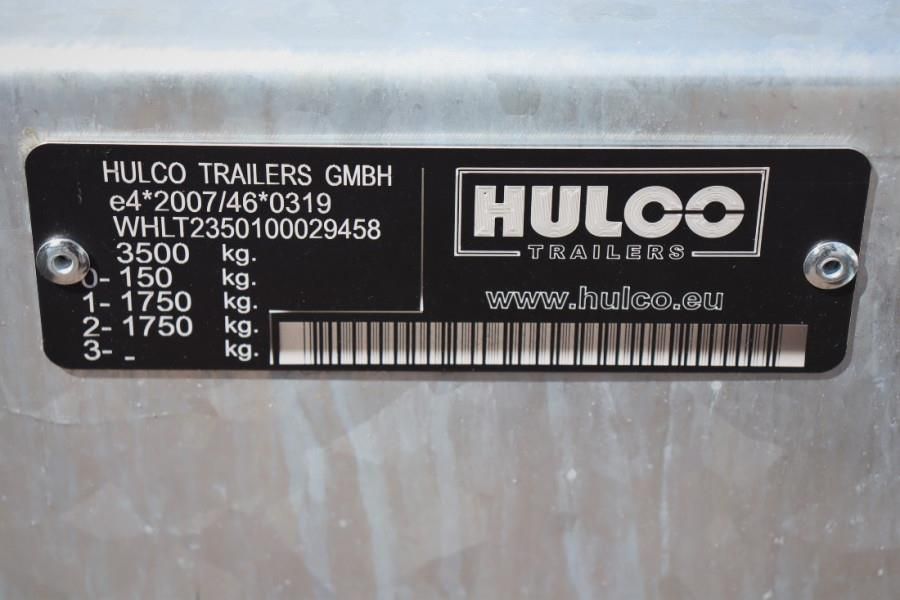 HULCO TRAILERS GMBH
e4*2007/46*0319
WHLT2350100029458
3500 kg.
0- 150 kg.
1- 1750 kg.
2- 1750 kg.
3- - kg.
HULCO
TRAILERS
www.hulco.eu